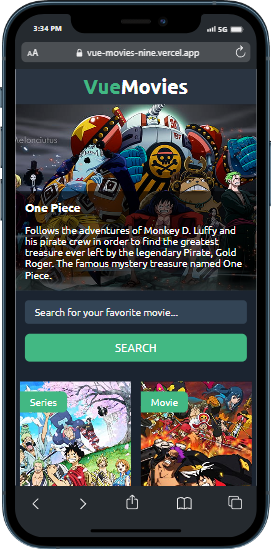 3:34 PM 5G
AA vue-movies-nine.vercel.app
VueMovies
One Piece
Follows the adventures of Monkey D. Luffy and
his pirate crew in order to find the greatest
treasure ever left by the legendary Pirate, Gold
Roger. The famous mystery treasure named One
Piece.
Search for your favorite movie...
SEARCH
Series Movie